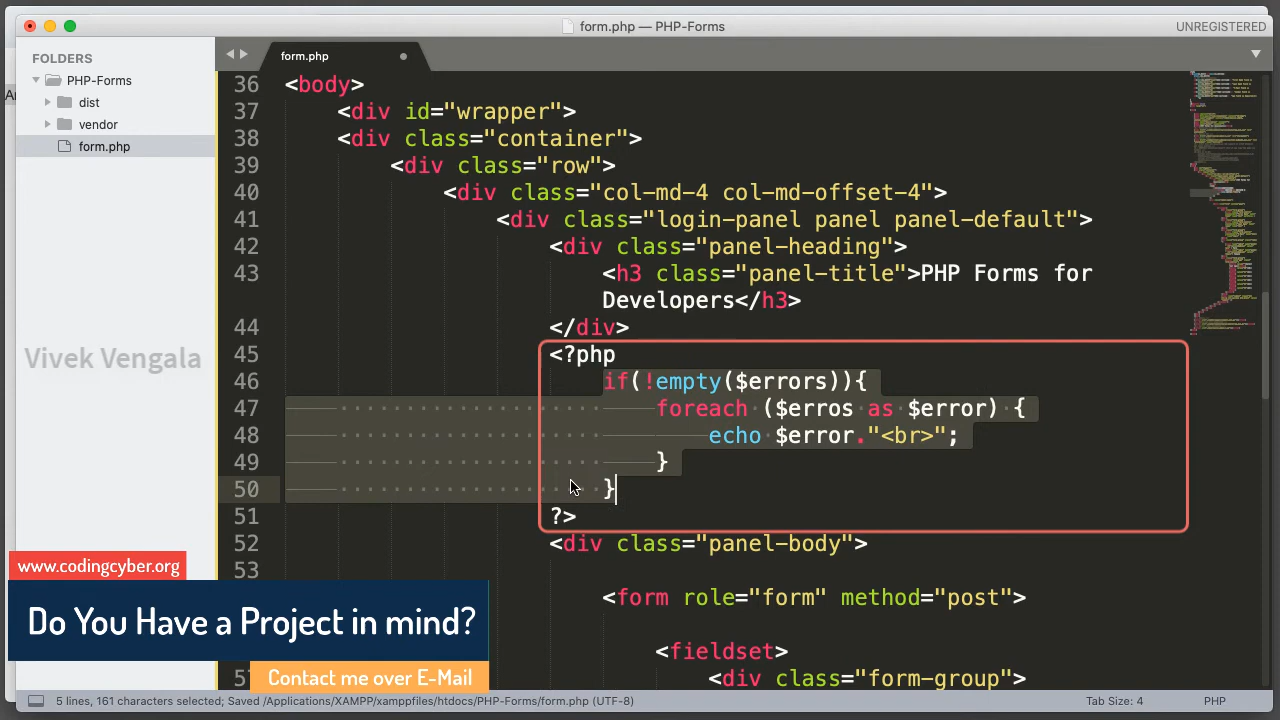 form.php — PHP-Forms
UNREGISTERED
FOLDERS
PHP-Forms
dist
vendor
form.php
form.php
36 <body>
37 <div id="wrapper">
38 <div class="container">
39 <div class="row">
40 <div class="col-md-4 col-md-offset-4">
41 <div class="login-panel panel panel-default">
42 <div class="panel-heading">
43 <h3 class="panel-title">PHP Forms for
Developers</h3>
44 </div>
45 <?php
46 if(!empty($errors)){
47 foreach ($erros as $error) {
48 echo $error."<br>";
49 }
50 }
51 ?>
52 <div class="panel-body">
53
<form role="form" method="post">
<fieldset>
57 <div class="form-group">
Vivek Vengala
www.codingcyber.org
Do You Have a Project in mind?
Contact me over E-Mail
5 lines, 161 characters selected; Saved /Applications/XAMPP/xamppfiles/htdocs/PHP-Forms/form.php (UTF-8)
Tab Size: 4
PHP